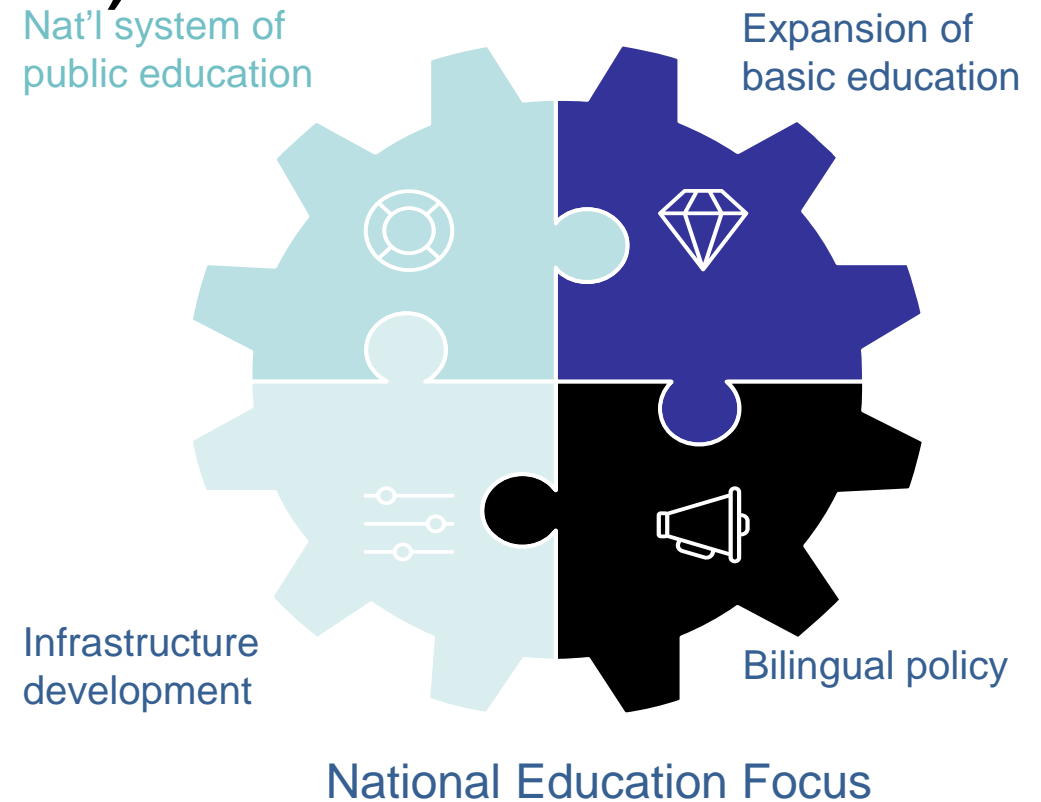 Nat’l system of
public education
Expansion of
basic education
Infrastructure
development
Bilingual policy
National Education Focus